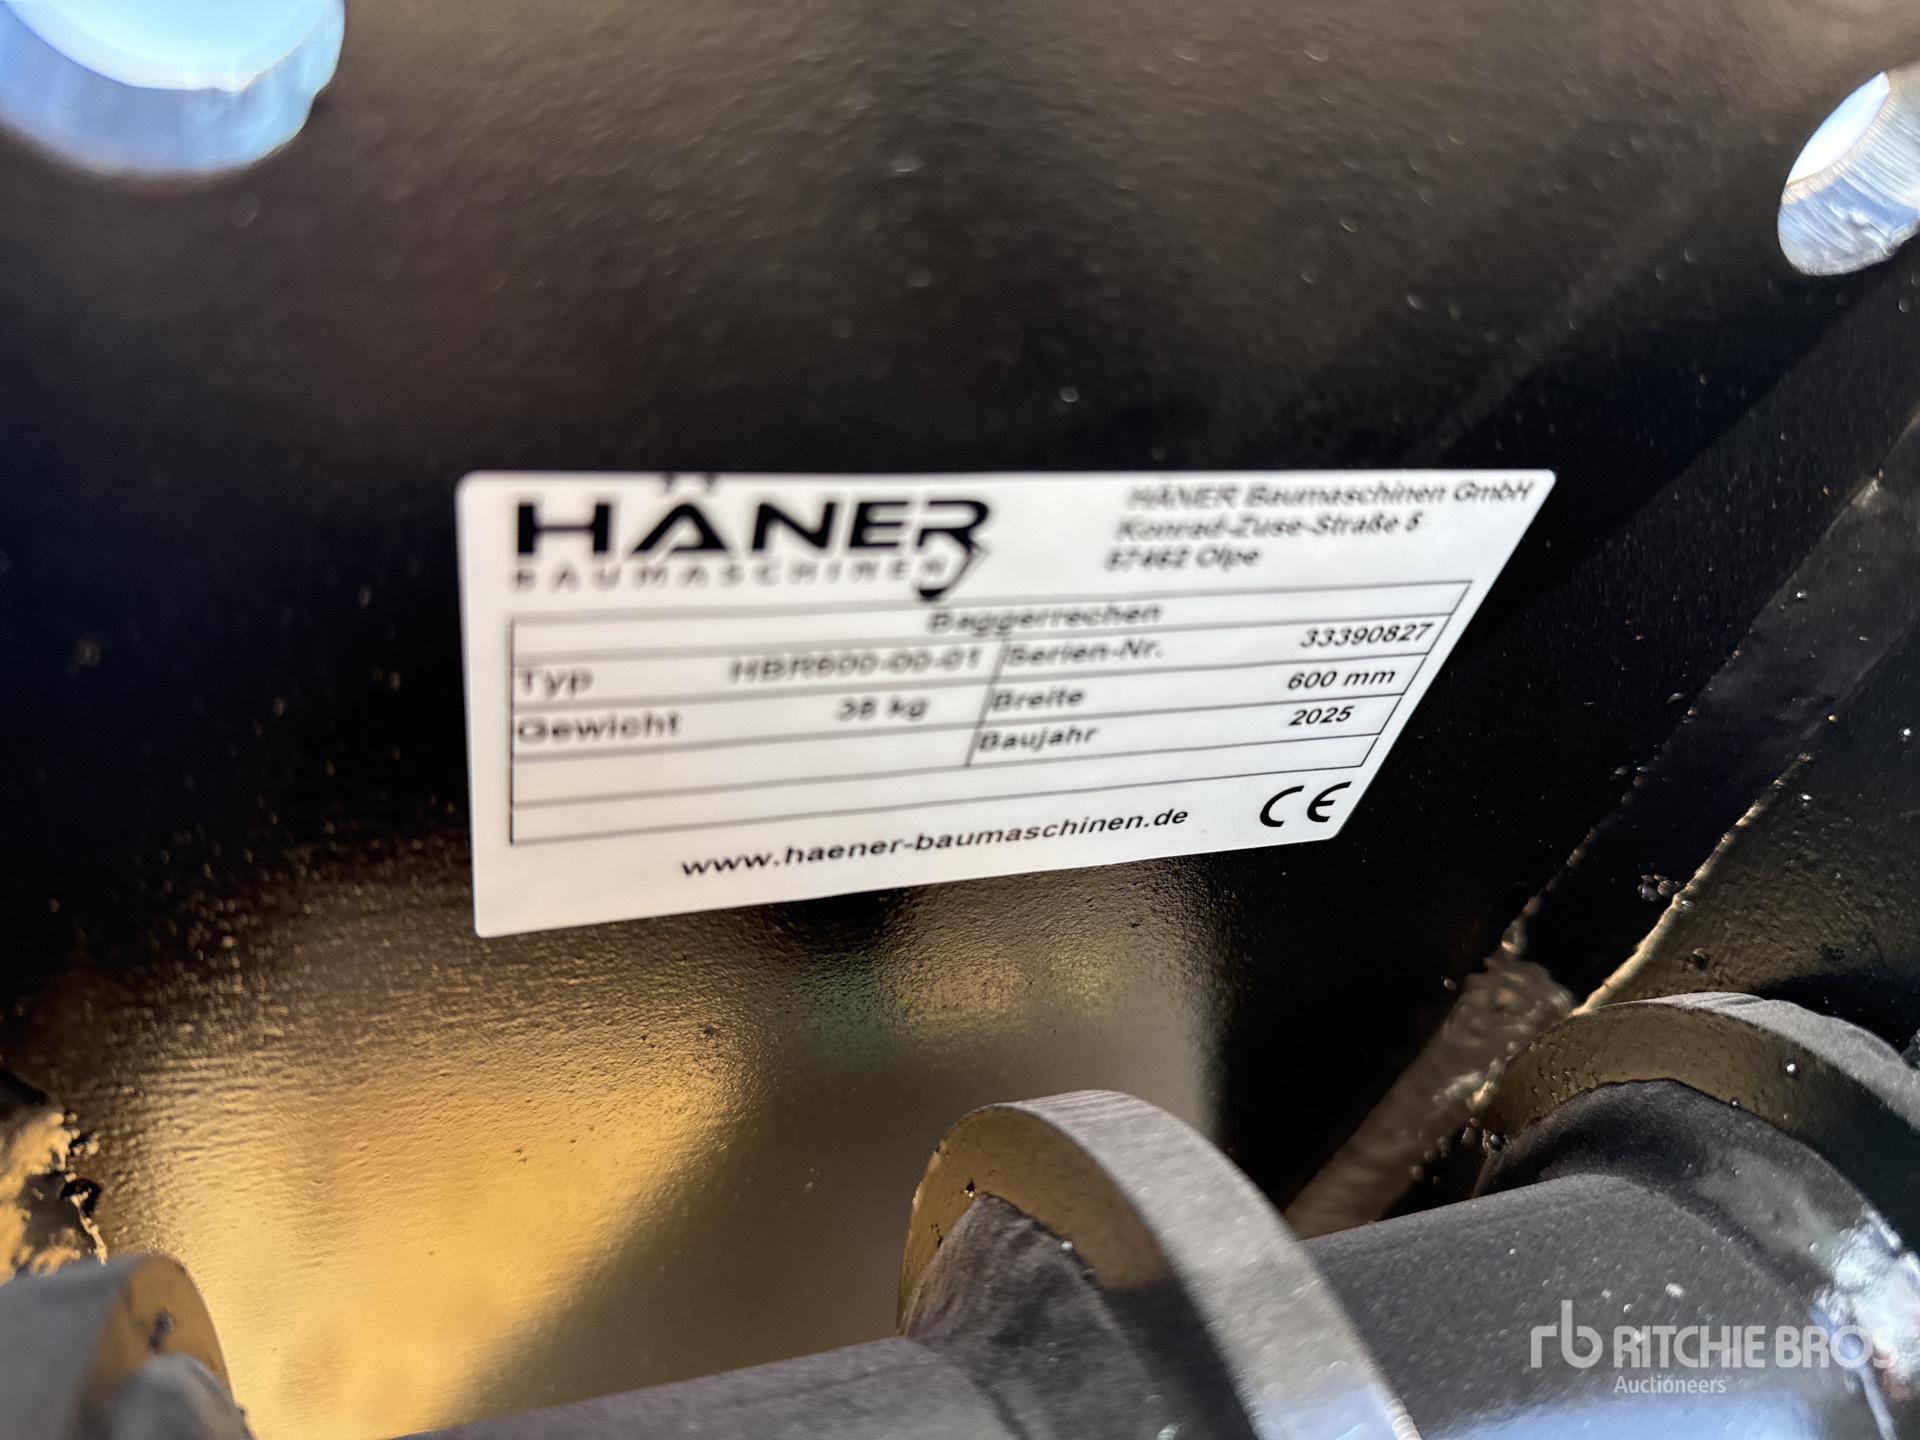 HÄNER
BAUMASCHINEN
HÄNER Baumaschinen GmbH
Konrad-Zuse-Straße 5
57462 Olpe
Baggerrechen
Typ HBR600-00-01 Serien-Nr. 33390827
Gewicht 38 kg Breite 600 mm
Baujahr 2025
www.haener-baumaschinen.de
CE
rb RITCHIE BROS
Auctioneers